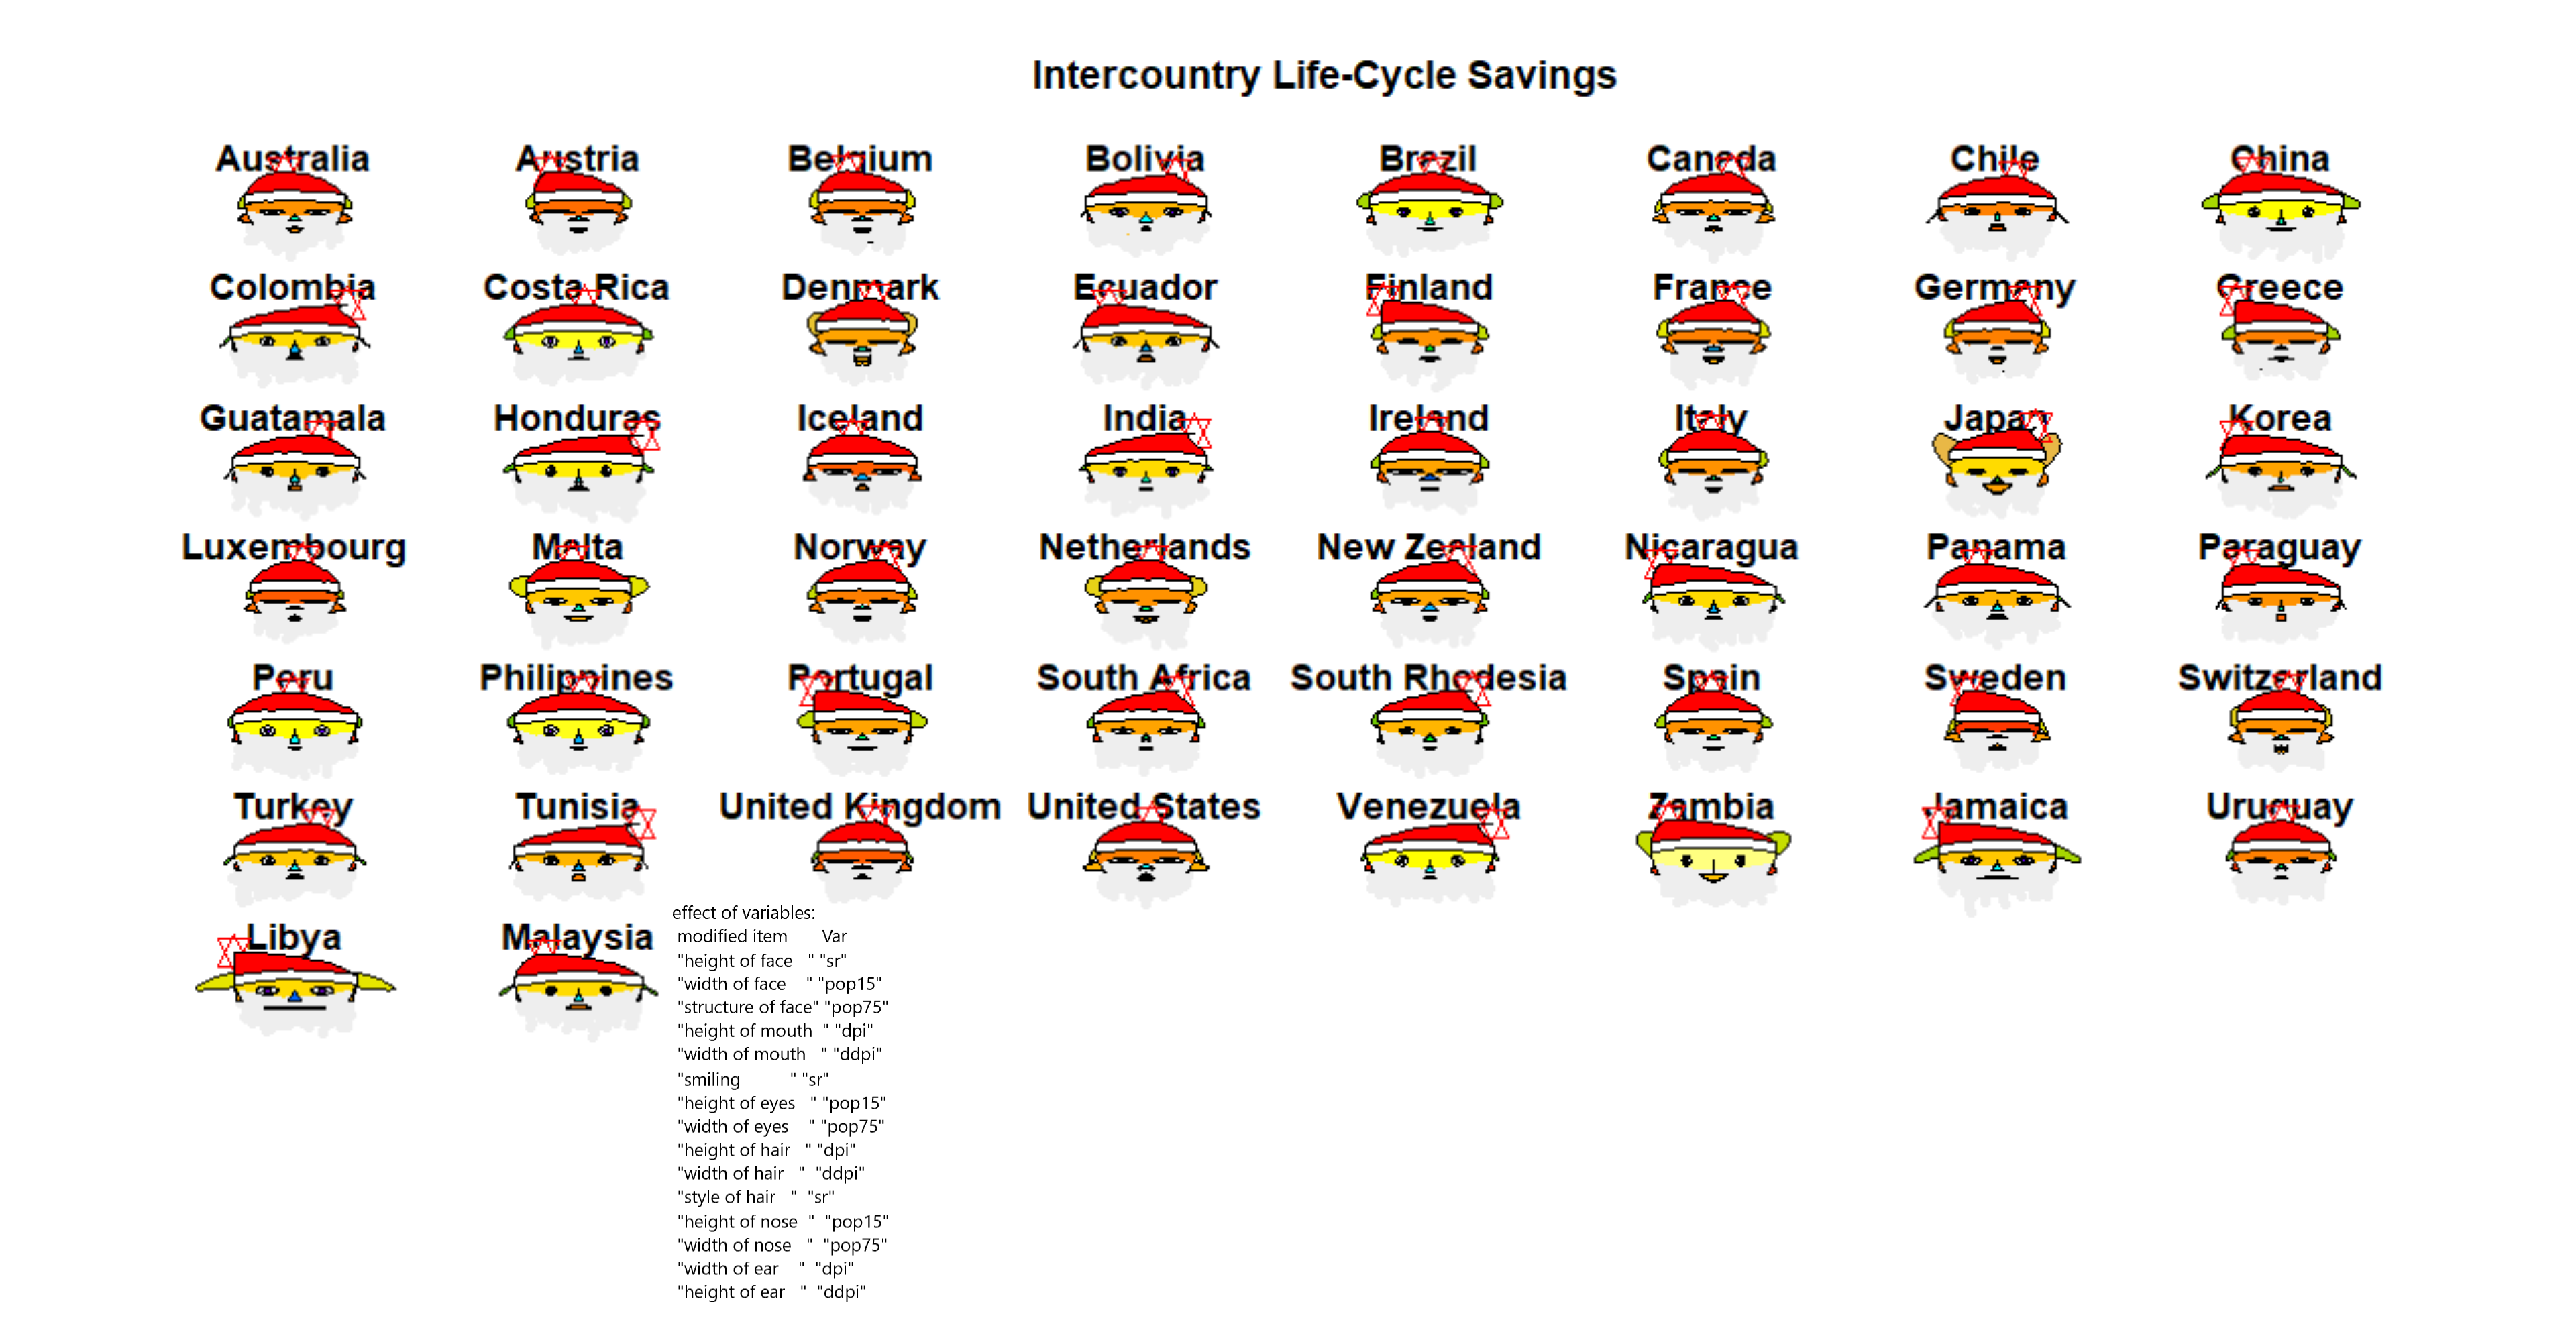 Intercountry Life-Cycle Savings
Australia Austria Belgium Bolivia Brazil Canada Chile China
Colombia Costa Rica Denmark Ecuador Finland France Germany Greece
Guatamala Honduras Iceland India Ireland Italy Japan Korea
Luxembourg Malta Norway Netherlands New Zealand Nicaragua Panama Paraguay
Peru Philippines Portugal South Africa South Rhodesia Spain Sweden Switzerland
Turkey Tunisia United Kingdom United States Venezuela Zambia Jamaica Uruguay
Libya Malaysia
effect of variables:
modified item Var
"height of face " "sr"
"width of face " "pop15"
"structure of face" "pop75"
"height of mouth " "dpi"
"width of mouth " "ddpi"
"smiling " "sr"
"height of eyes " "pop15"
"width of eyes " "pop75"
"height of hair " "dpi"
"width of hair " "ddpi"
"style of hair " "sr"
"height of nose " "pop15"
"width of nose " "pop75"
"width of ear " "dpi"
"height of ear " "ddpi"